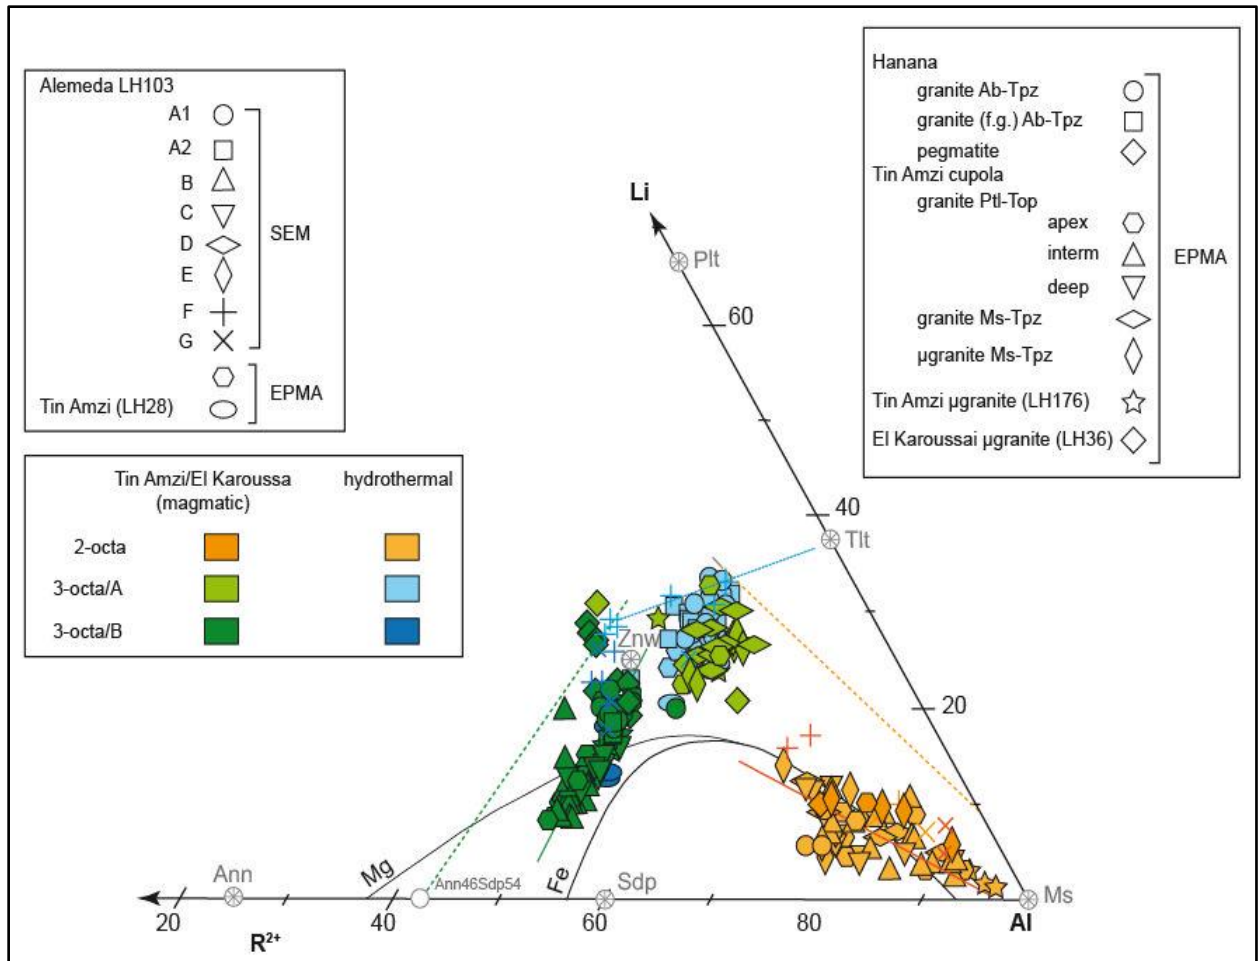 Alemeda LH103
A1
A2
B
C
D
E
F
G
SEM
EPMA
Tin Amzi (LH28)
Tin Amzi/El Karoussa
(magmatic)
hydrothermal
2-octa
3-octa/A
3-octa/B
Hanana
granite Ab-Tpz
granite (f.g.) Ab-Tpz
pegmatite
Tin Amzi cupola
granite Ptl-Top
apex
interm
deep
granite Ms-Tpz
µgranite Ms-Tpz
Tin Amzi µgranite (LH176)
El Karoussai µgranite (LH36)
EPMA
Li
Plt
60
40
Tlt
Znw
20
Mg
Fe
Ann
Ann46Sdp54
Sdp
Ms
20
40
60
80
Al
R²⁺